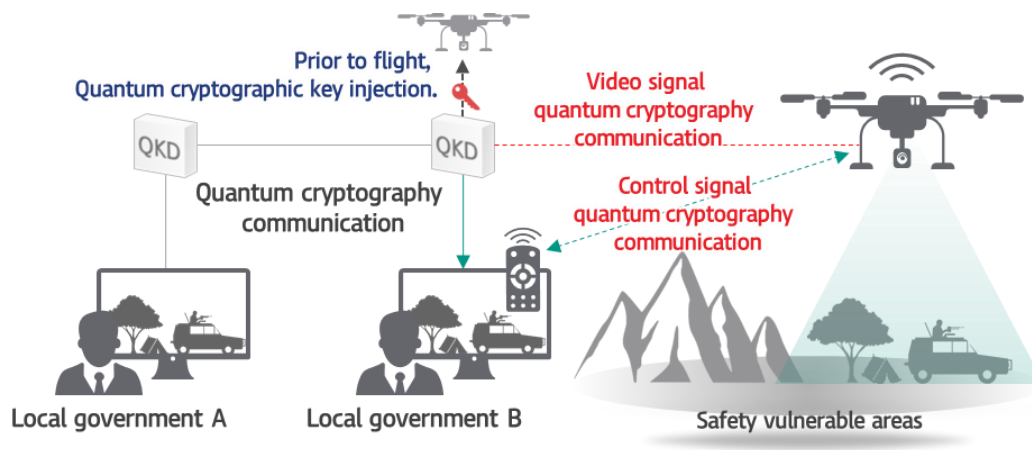 Prior to flight,
Quantum cryptographic key injection.
Video signal
quantum cryptography
communication
QKD
QKD
Quantum cryptography
communication
Control signal
quantum cryptography
communication
Local government A
Local government B
Safety vulnerable areas